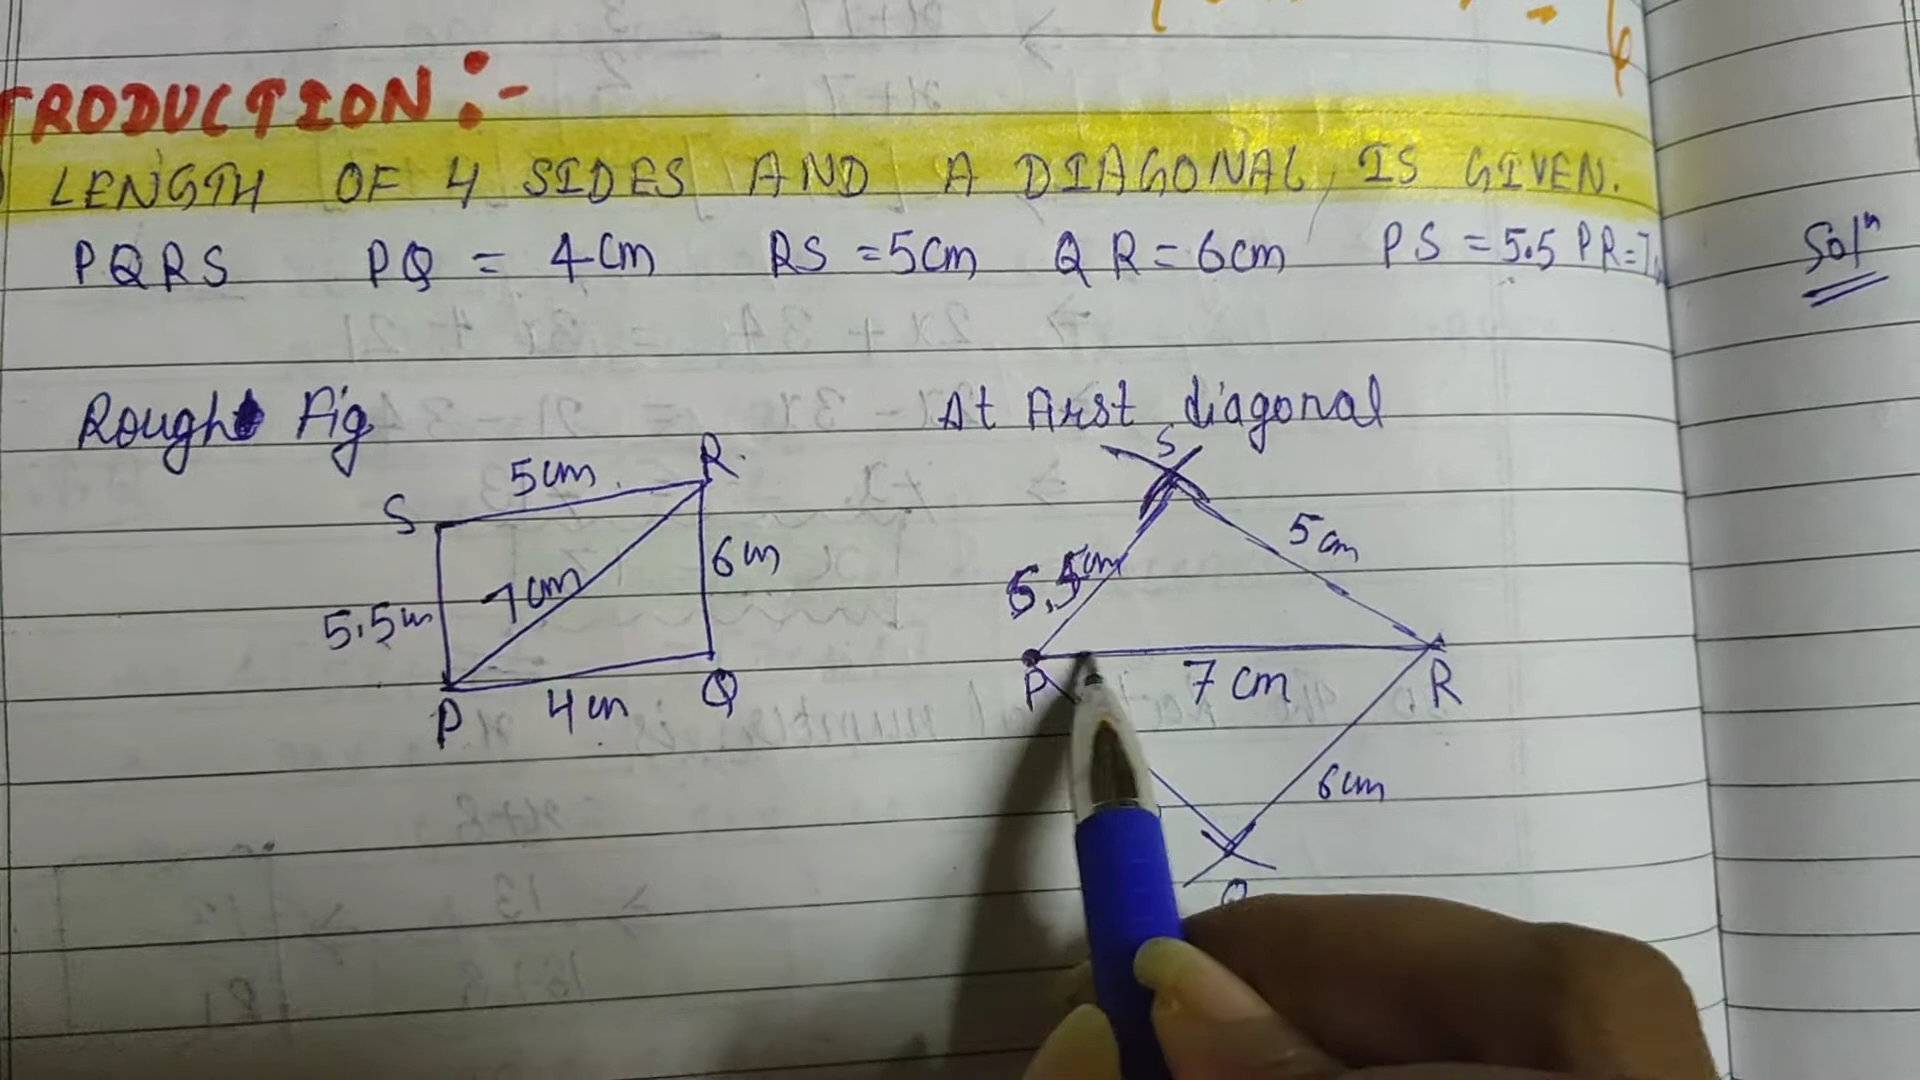 TRODUCTION :-
LENGTH OF 4 SIDES AND A DIAGONAL, IS GIVEN.
PQRS PQ = 4cm RS = 5cm QR = 6cm PS = 5.5 PR = 7
Solⁿ
Rough Fig
At First diagonal
S 5cm R
5.5cm 7cm 6cm
P 4cm Q
S
5.5cm 5cm
P 7cm R
6cm
Q